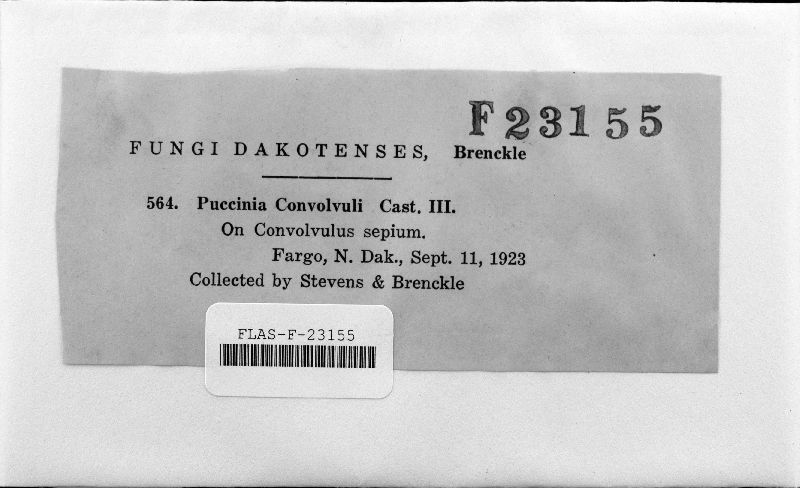 F23155
FUNGI DAKOTENSES, Brenckle
564. Puccinia Convolvuli Cast. III.
On Convolvulus sepium.
Fargo, N. Dak., Sept. 11, 1923
Collected by Stevens & Brenckle
FLAS-F-23155